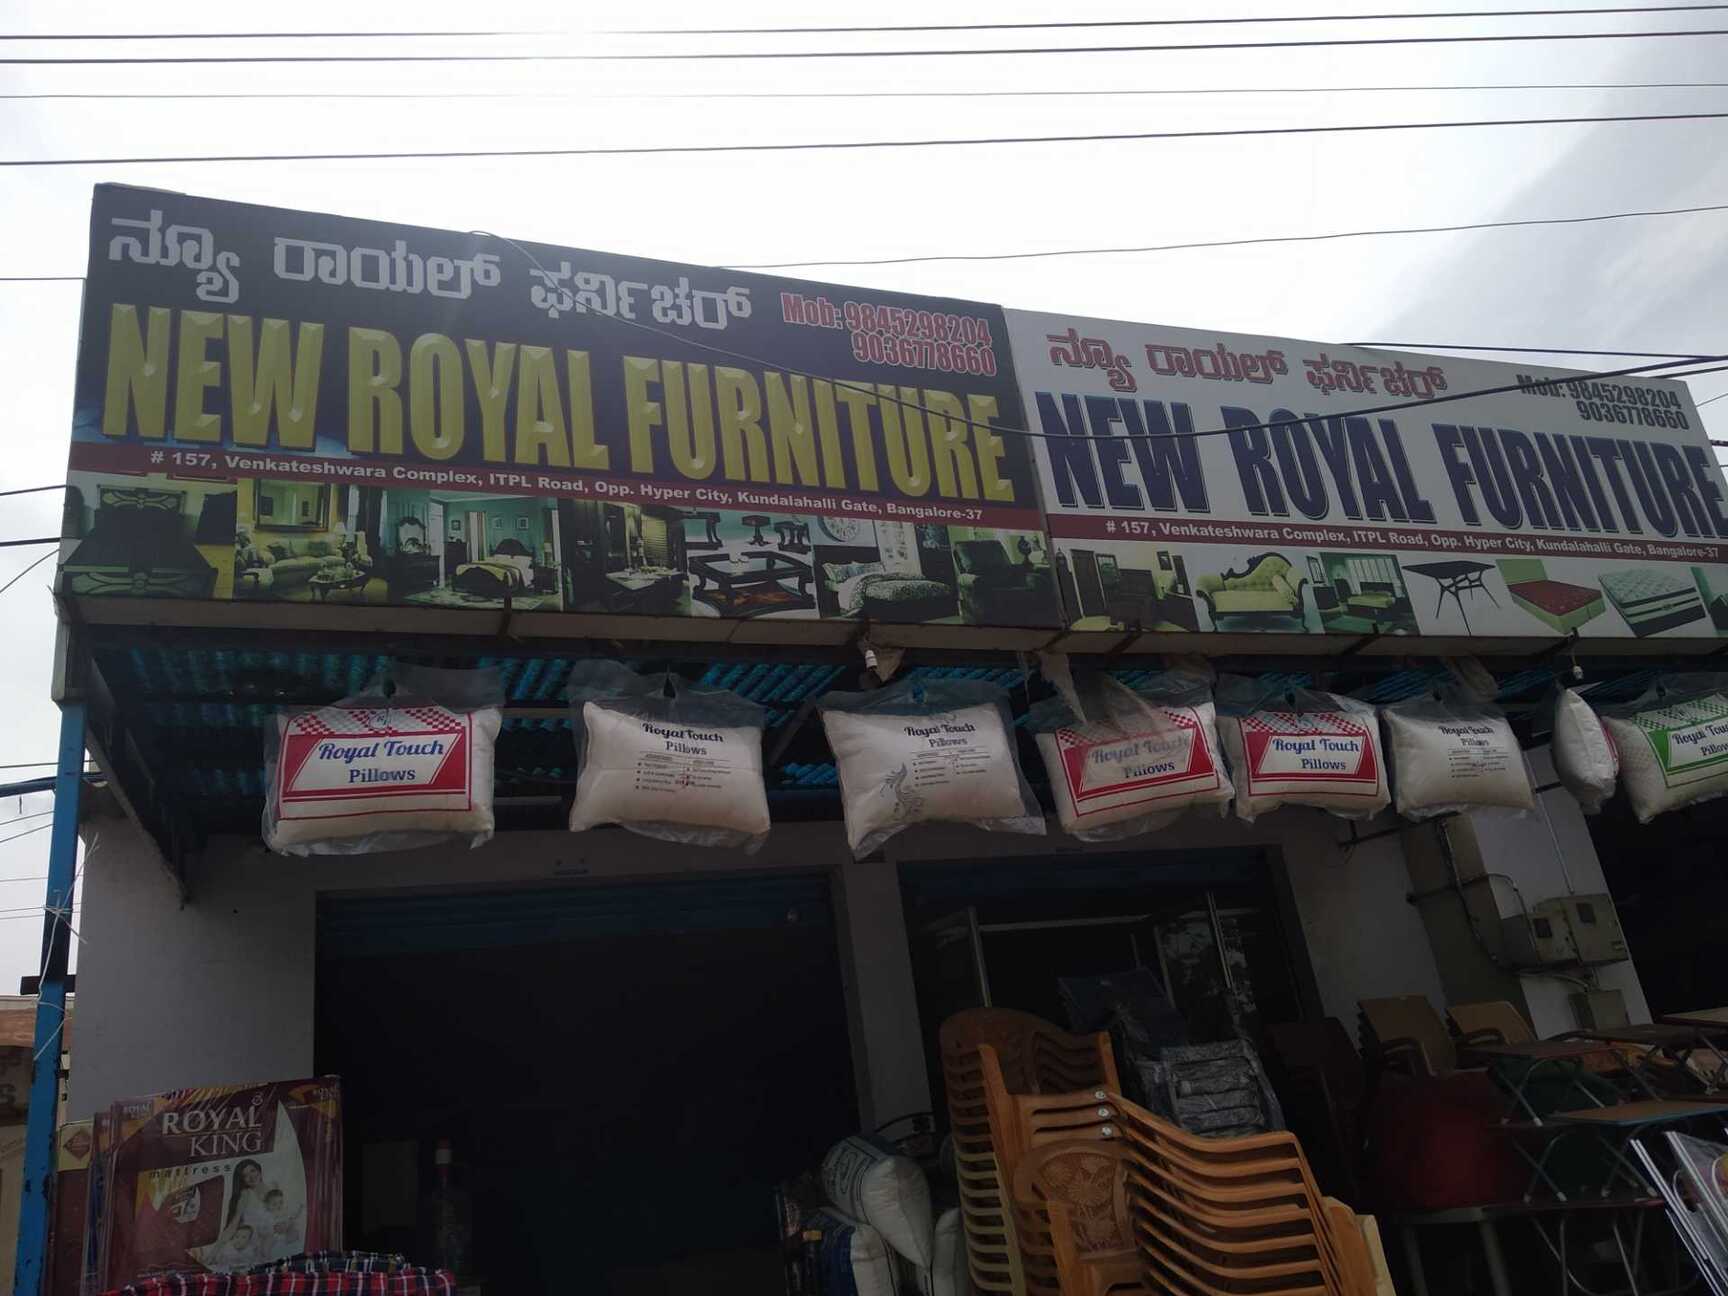 ನ್ಯೂ ರಾಯಲ್ ಫರ್ನಿಚರ್
Mob: 9845298204
9036778660
NEW ROYAL FURNITURE
# 157, Venkateshwara Complex, ITPL Road, Opp. Hyper City, Kundalahalli Gate, Bangalore-37
ನ್ಯೂ ರಾಯಲ್ ಫರ್ನಿಚರ್
Mob: 9845298204
9036778660
NEW ROYAL FURNITURE
# 157, Venkateshwara Complex, ITPL Road, Opp. Hyper City, Kundalahalli Gate, Bangalore-37
Royal Touch
Pillows
Royal Touch
Pillows
Royal Touch
Pillows
Royal Touch
Pillows
Royal Touch
Pillows
Royal Touch
Pillows
Royal
ROYAL
KING
mattress